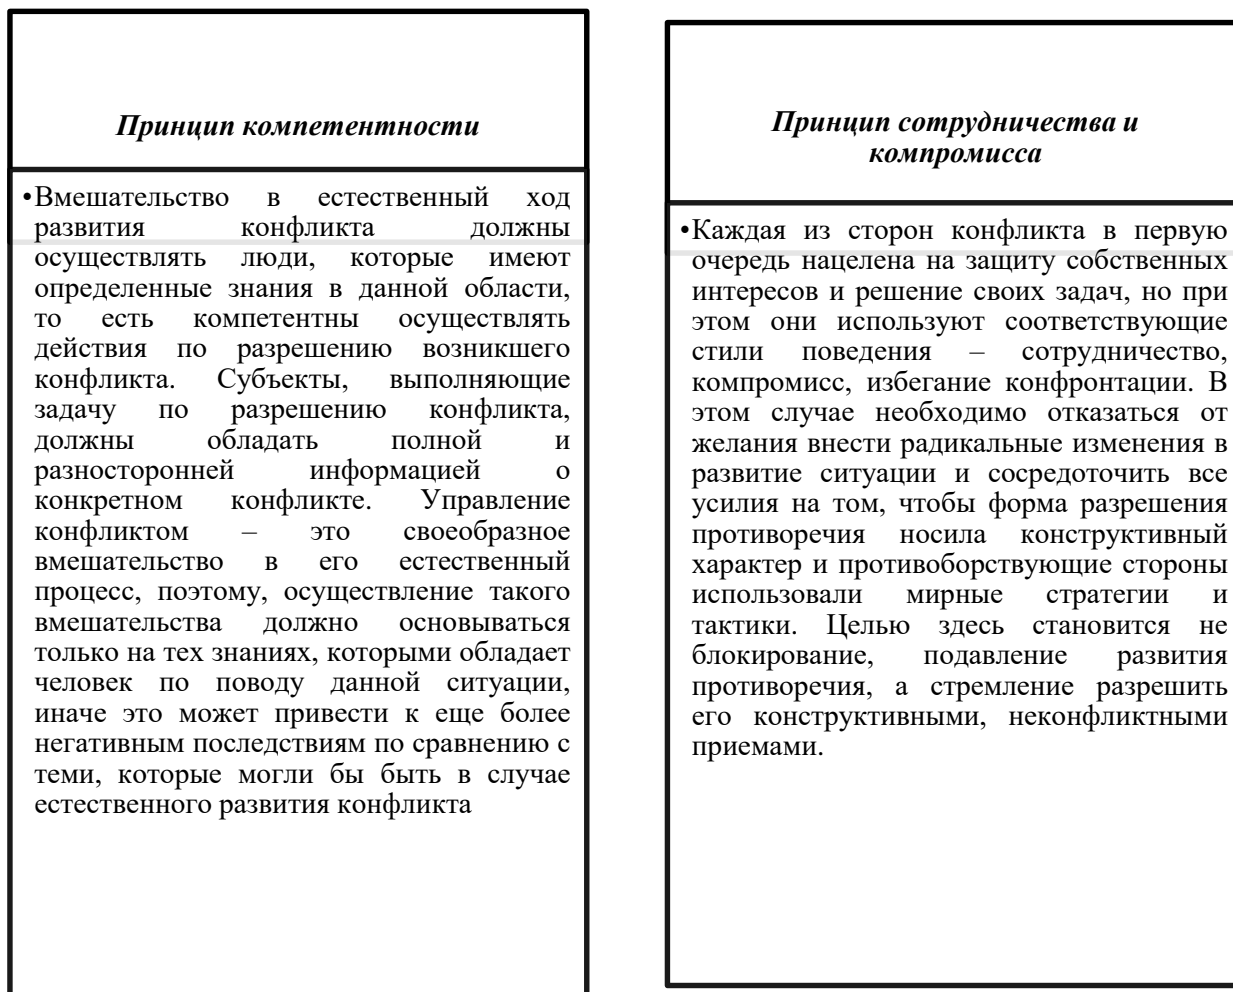 Принцип компетентности
•Вмешательство в естественный ход
развития конфликта должны
осуществлять люди, которые имеют
определенные знания в данной области,
то есть компетентны осуществлять
действия по разрешению возникшего
конфликта. Субъекты, выполняющие
задачу по разрешению конфликта,
должны обладать полной и
разносторонней информацией о
конкретном конфликте. Управление
конфликтом – это своеобразное
вмешательство в его естественный
процесс, поэтому, осуществление такого
вмешательства должно основываться
только на тех знаниях, которыми обладает
человек по поводу данной ситуации,
иначе это может привести к еще более
негативным последствиям по сравнению с
теми, которые могли бы быть в случае
естественного развития конфликта
Принцип сотрудничества и
компромисса
•Каждая из сторон конфликта в первую
очередь нацелена на защиту собственных
интересов и решение своих задач, но при
этом они используют соответствующие
стили поведения – сотрудничество,
компромисс, избегание конфронтации. В
этом случае необходимо отказаться от
желания внести радикальные изменения в
развитие ситуации и сосредоточить все
усилия на том, чтобы форма разрешения
противоречия носила конструктивный
характер и противоборствующие стороны
использовали мирные стратегии и
тактики. Целью здесь становится не
блокирование, подавление развития
противоречия, а стремление разрешить
его конструктивными, неконфликтными
приемами.